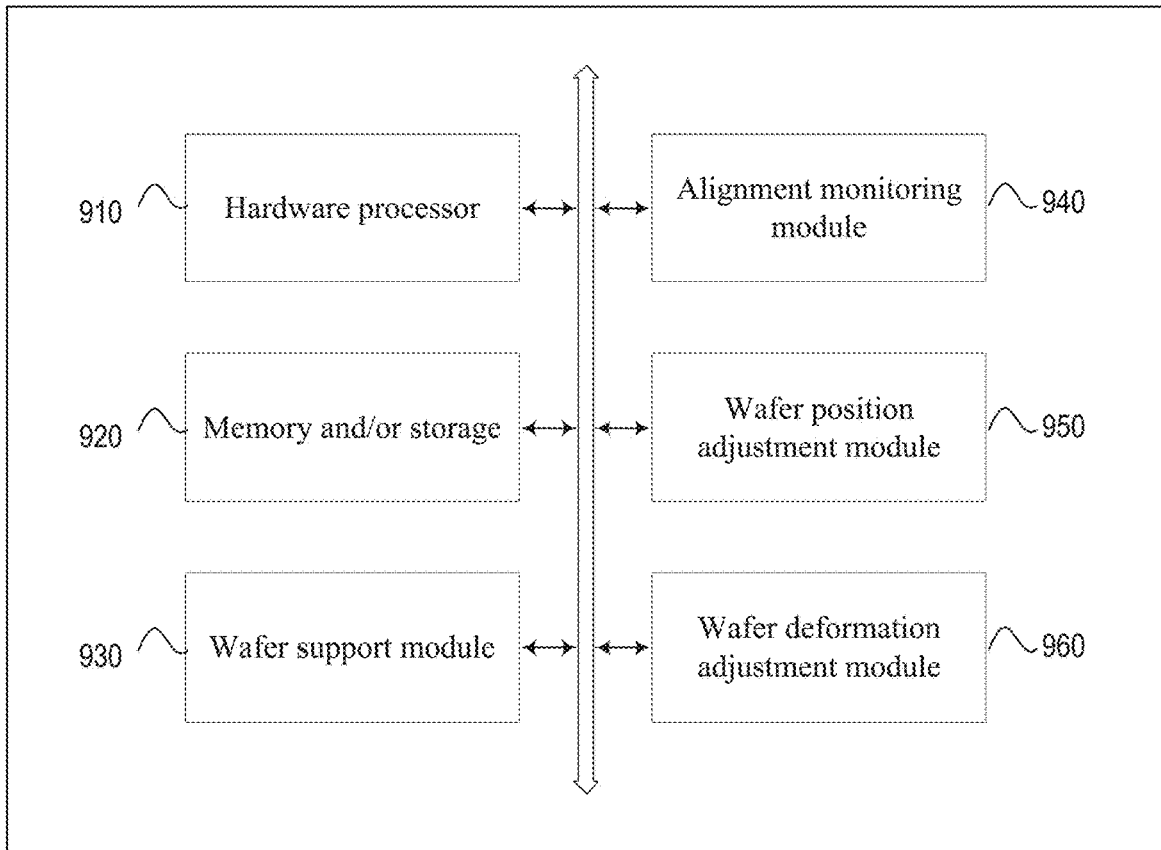 910
Hardware processor
Alignment monitoring
module
940
920
Memory and/or storage
Wafer position
adjustment module
950
930
Wafer support module
Wafer deformation
adjustment module
960